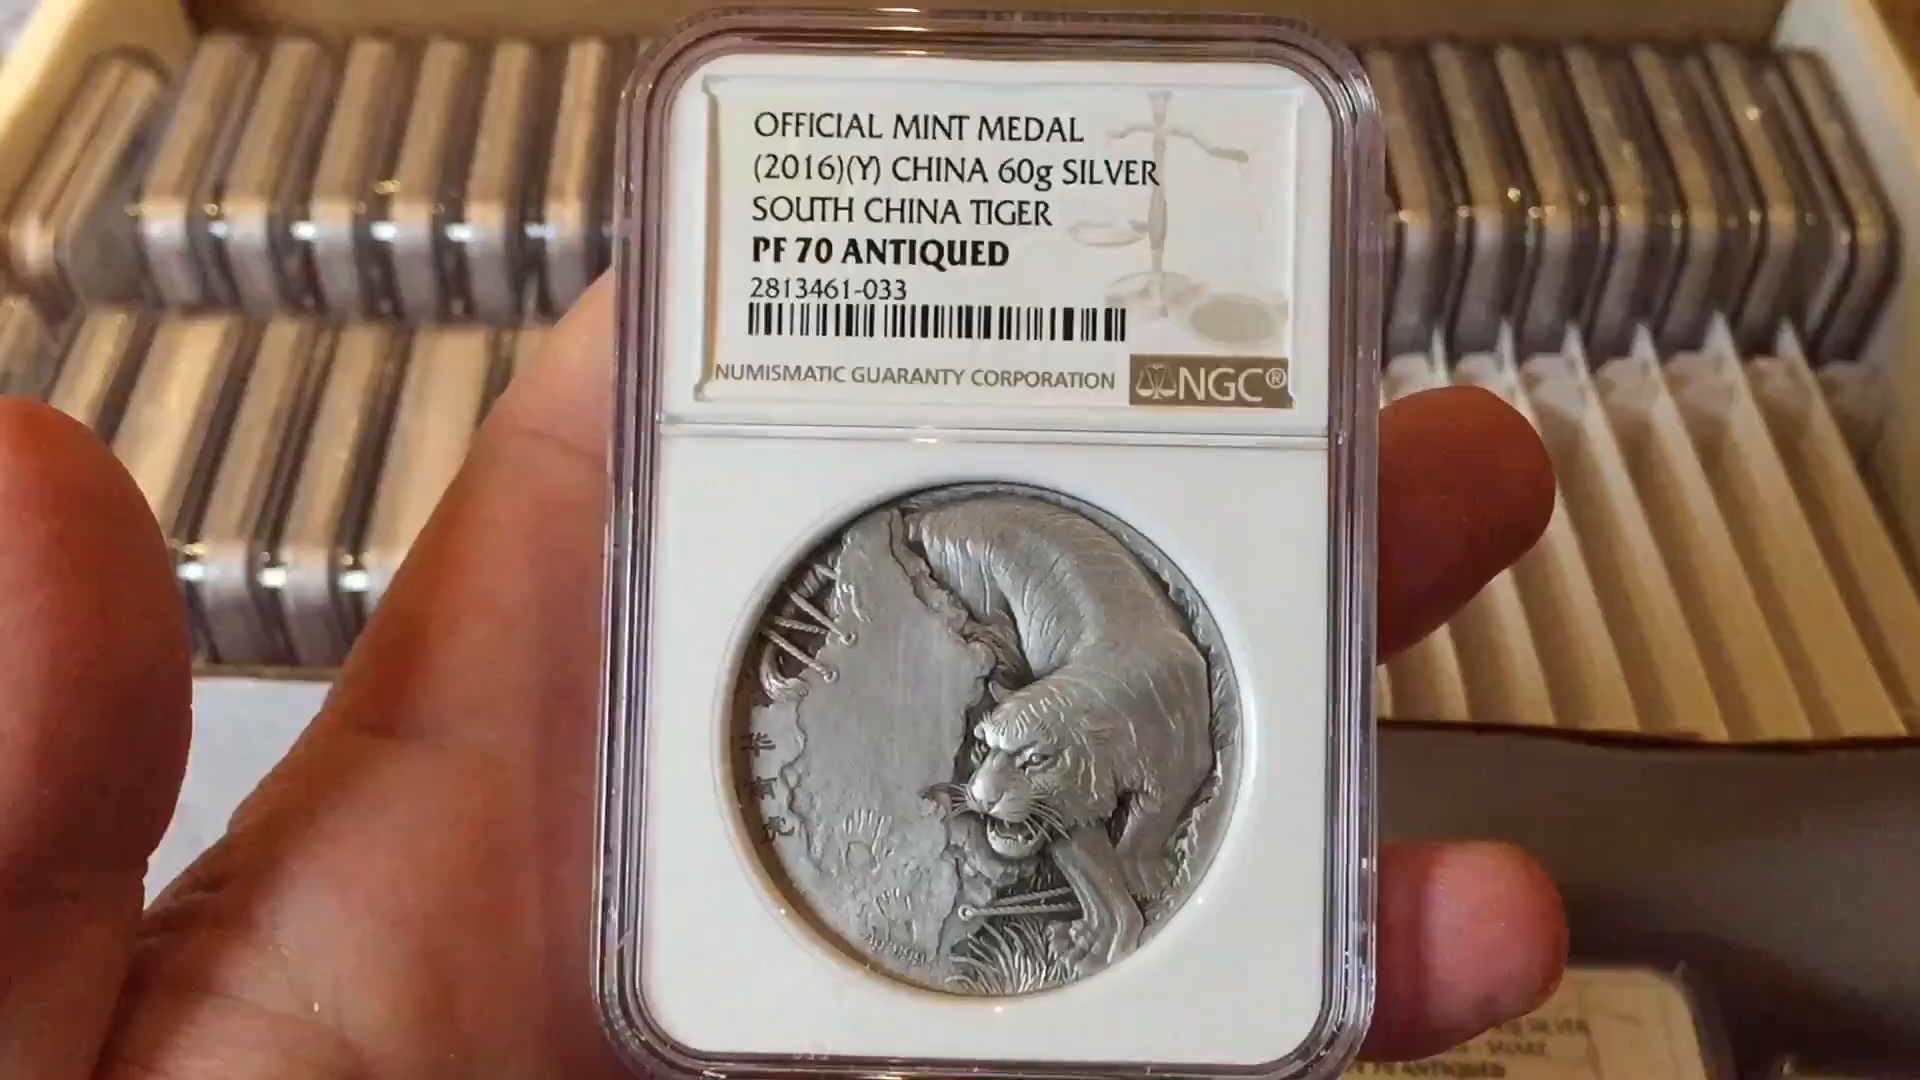 OFFICIAL MINT MEDAL
(2016)(Y) CHINA 60g SILVER
SOUTH CHINA TIGER
PF 70 ANTIQUED
2813461-033
NUMISMATIC GUARANTY CORPORATION
NGC®
华
南
虎
ANTIQUED